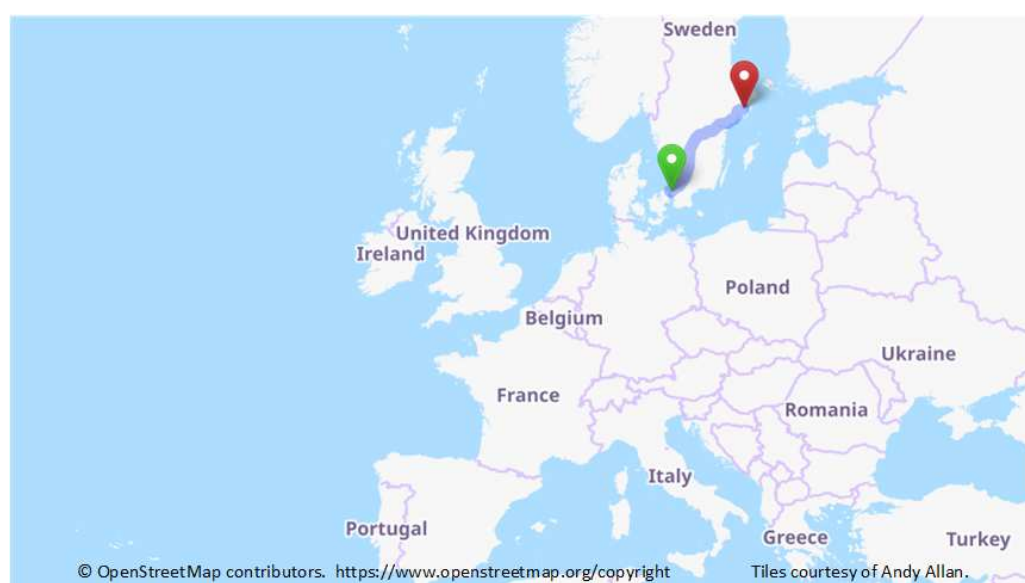 Sweden
United Kingdom
Ireland
Poland
Belgium
Ukraine
France
Romania
Italy
Portugal
Greece
Turkey
© OpenStreetMap contributors. https://www.openstreetmap.org/copyright Tiles courtesy of Andy Allan.